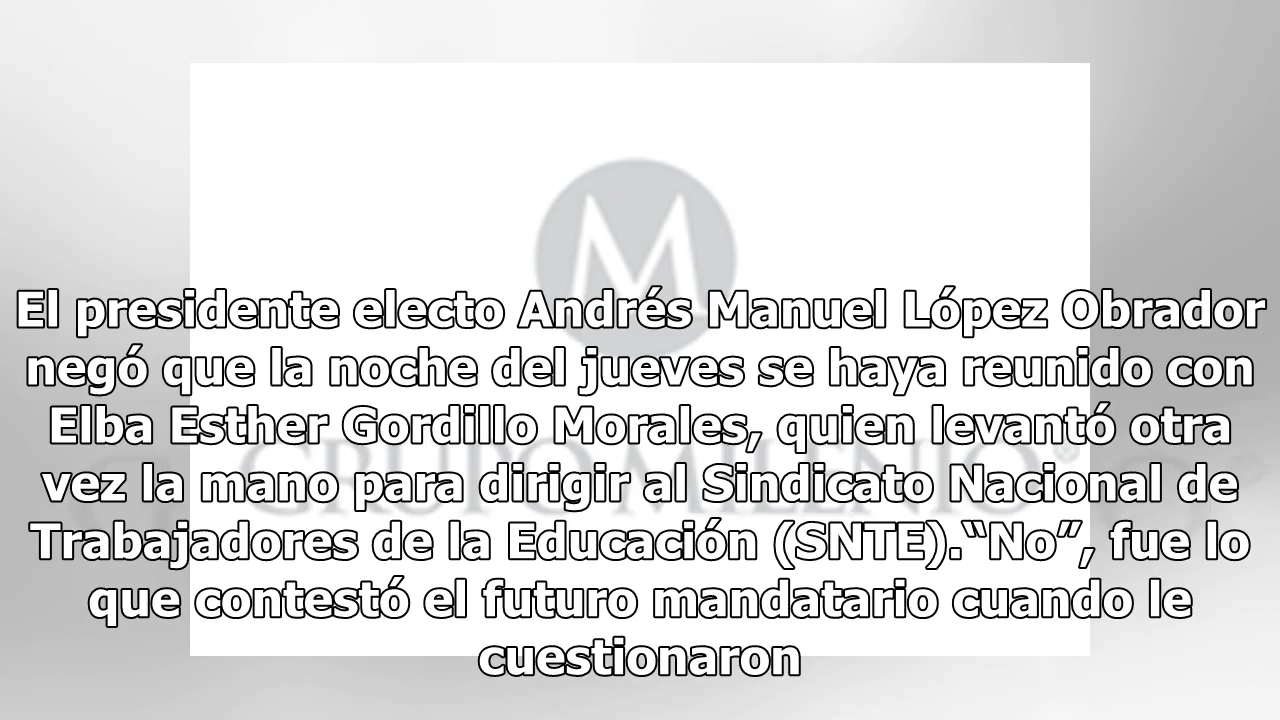 M
El presidente electo Andrés Manuel López Obrador
negó que la noche del jueves se haya reunido con
Elba Esther Gordillo Morales, quien levantó otra
GRUPO MILENIO®
vez la mano para dirigir al Sindicato Nacional de
Trabajadores de la Educación (SNTE).“No”, fue lo
que contestó el futuro mandatario cuando le
cuestionaron